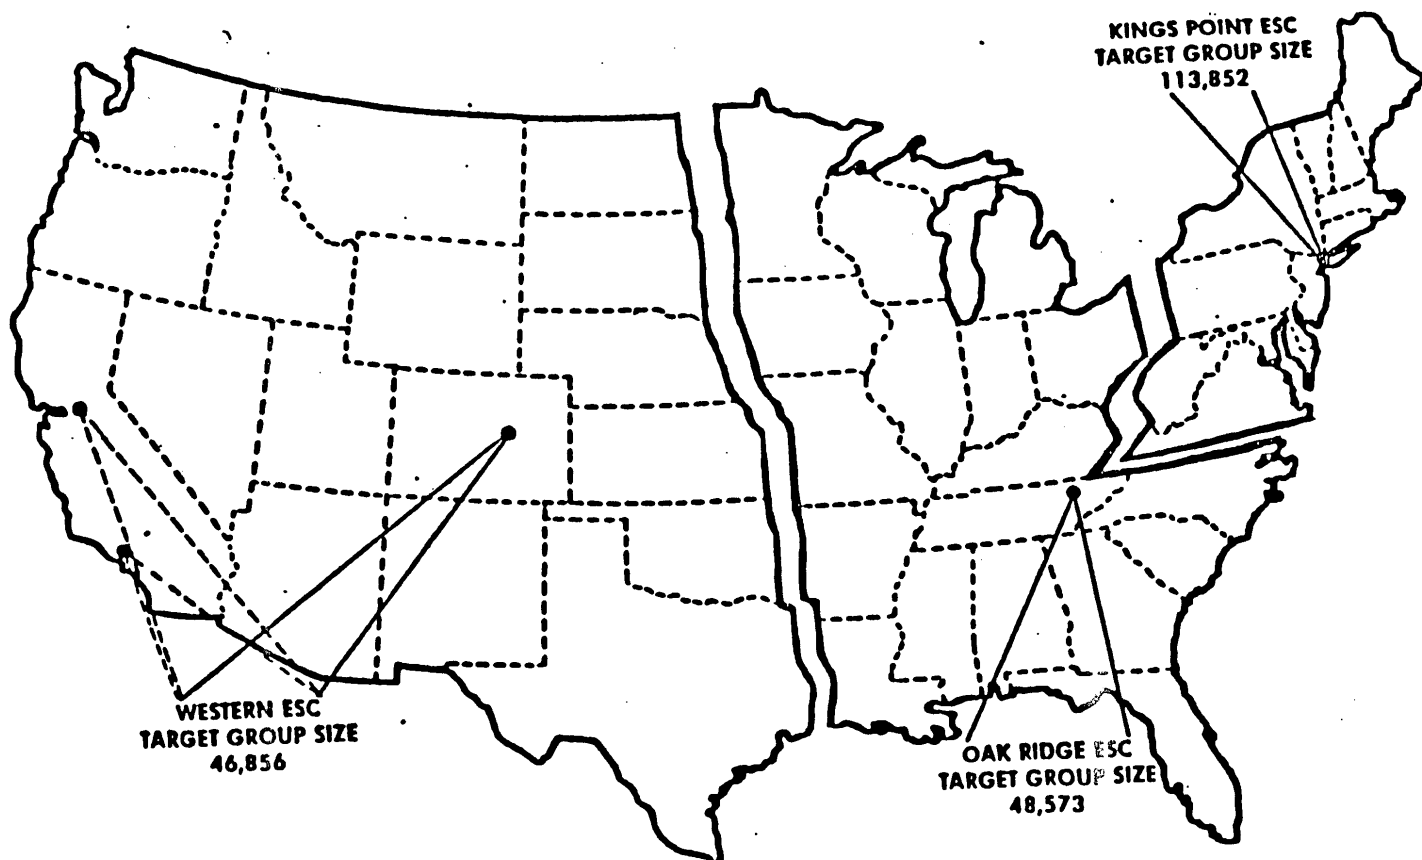 KINGS POINT ESC
TARGET GROUP SIZE
113,852
WESTERN ESC
TARGET GROUP SIZE
46,856
OAK RIDGE ESC
TARGET GROUP SIZE
48,573